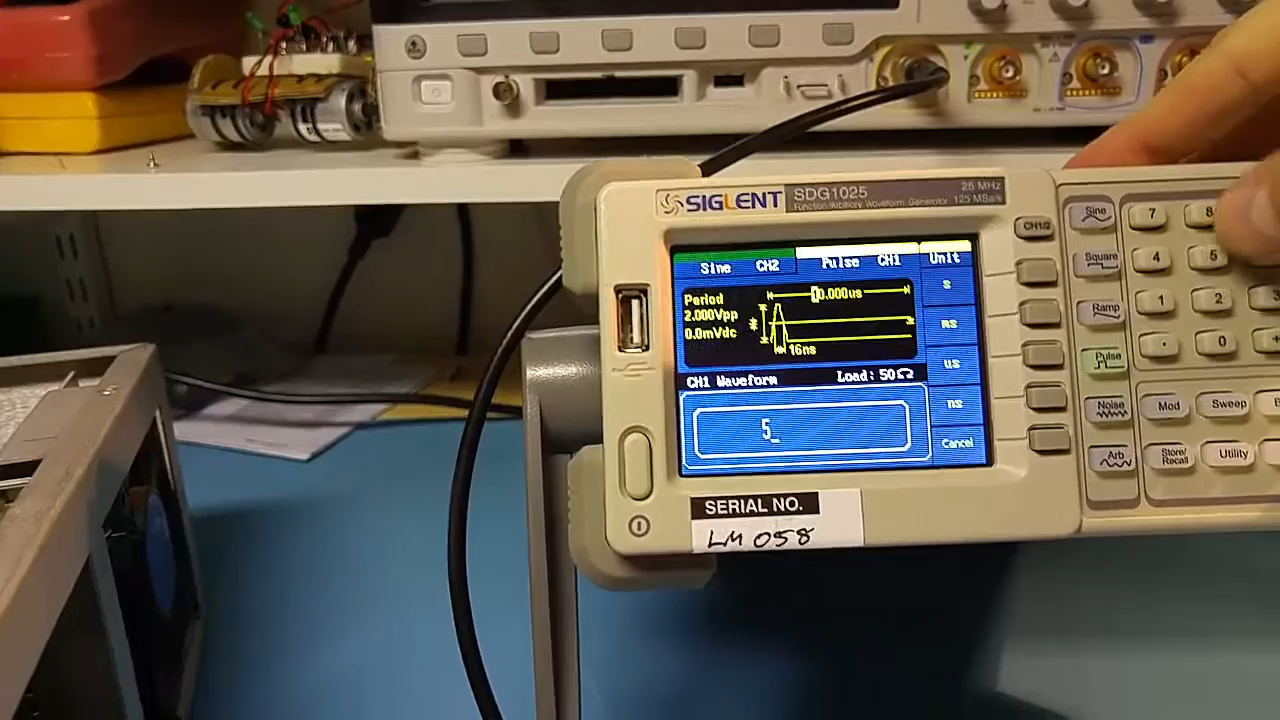 SIGLENT SDG1025 25 MHz
Function/Arbitrary Waveform Generator 125 MSa/s
Sine CH2 Pulse CH1 Unit
Period 0.000us
2.000Vpp
0.0mVdc
16ns
CH1 Waveform Load: 50Ω
5_
s
ms
us
ns
Cancel
CH1/2
Sine
Square
Ramp
Pulse
Noise
Arb
7 8
4 5
1 2
. 0
Mod Sweep
Store/Recall Utility
SERIAL NO.
LM 058